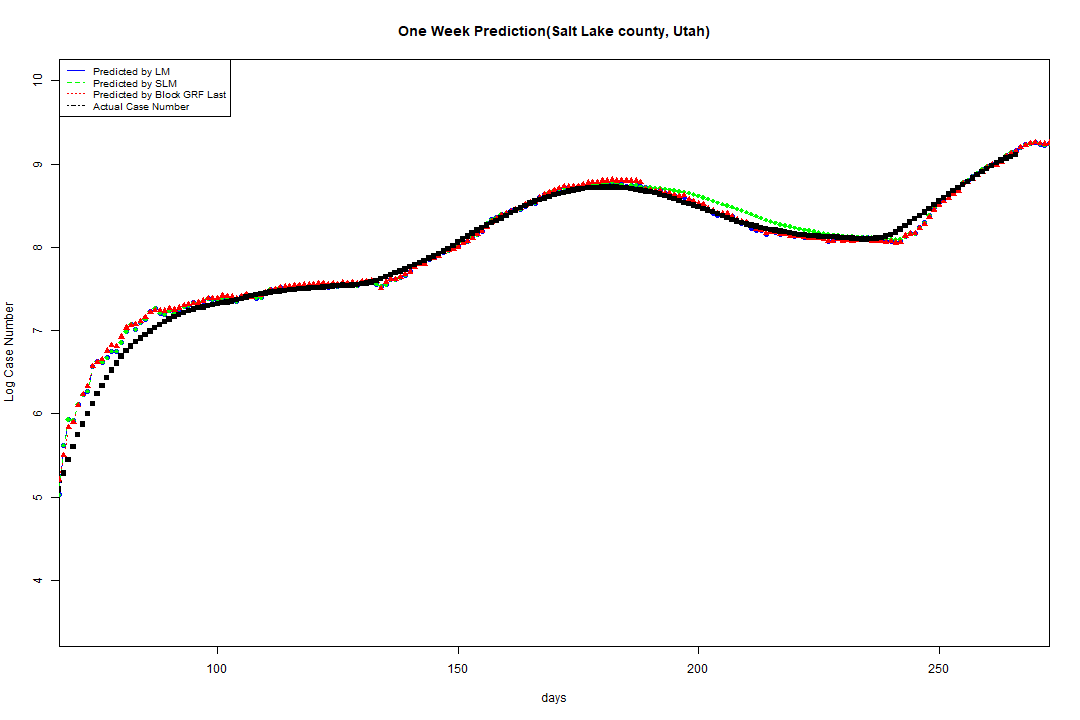 One Week Prediction(Salt Lake county, Utah)
Predicted by LM
Predicted by SLM
Predicted by Block GRF Last
Actual Case Number
Log Case Number
10
9
8
7
6
5
4
100 150 200 250
days